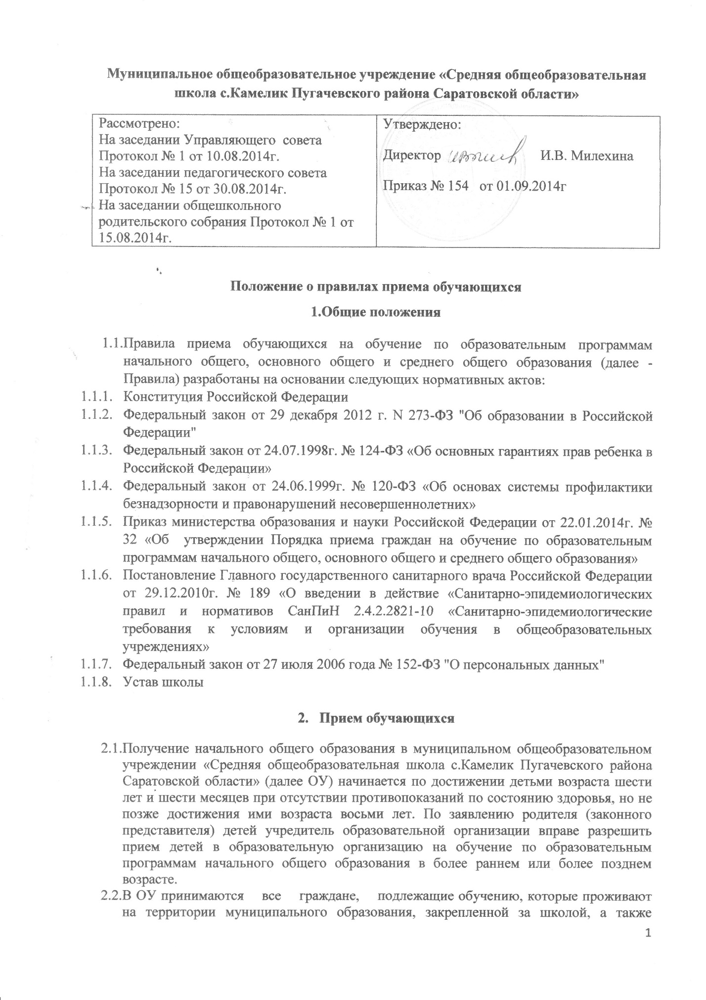 Муниципальное общеобразовательное учреждение «Средняя общеобразовательная
школа с.Камелик Пугачевского района Саратовской области»
Рассмотрено:
На заседании Управляющего совета
Протокол № 1 от 10.08.2014г.
На заседании педагогического совета
Протокол № 15 от 30.08.2014г.
На заседании общешкольного
родительского собрания Протокол № 1 от
15.08.2014г.
Утверждено:
Директор И.В. Милехина
Приказ № 154 от 01.09.2014г
Положение о правилах приема обучающихся
1.Общие положения
1.1.Правила приема обучающихся на обучение по образовательным программам
начального общего, основного общего и среднего общего образования (далее -
Правила) разработаны на основании следующих нормативных актов:
1.1.1. Конституция Российской Федерации
1.1.2. Федеральный закон от 29 декабря 2012 г. N 273-ФЗ "Об образовании в Российской
Федерации"
1.1.3. Федеральный закон от 24.07.1998г. № 124-ФЗ «Об основных гарантиях прав ребенка в
Российской Федерации»
1.1.4. Федеральный закон от 24.06.1999г. № 120-ФЗ «Об основах системы профилактики
безнадзорности и правонарушений несовершеннолетних»
1.1.5. Приказ министерства образования и науки Российской Федерации от 22.01.2014г. №
32 «Об утверждении Порядка приема граждан на обучение по образовательным
программам начального общего, основного общего и среднего общего образования»
1.1.6. Постановление Главного государственного санитарного врача Российской Федерации
от 29.12.2010г. № 189 «О введении в действие «Санитарно-эпидемиологических
правил и нормативов СанПиН 2.4.2.2821-10 «Санитарно-эпидемиологические
требования к условиям и организации обучения в общеобразовательных
учреждениях»
1.1.7. Федеральный закон от 27 июля 2006 года № 152-ФЗ "О персональных данных"
1.1.8. Устав школы
2. Прием обучающихся
2.1.Получение начального общего образования в муниципальном общеобразовательном
учреждении «Средняя общеобразовательная школа с.Камелик Пугачевского района
Саратовской области» (далее ОУ) начинается по достижении детьми возраста шести
лет и шести месяцев при отсутствии противопоказаний по состоянию здоровья, но не
позже достижения ими возраста восьми лет. По заявлению родителя (законного
представителя) детей учредитель образовательной организации вправе разрешить
прием детей в образовательную организацию на обучение по образовательным
программам начального общего образования в более раннем или более позднем
возрасте.
2.2.В ОУ принимаются все граждане, подлежащие обучению, которые проживают
на территории муниципального образования, закрепленной за школой, а также
1